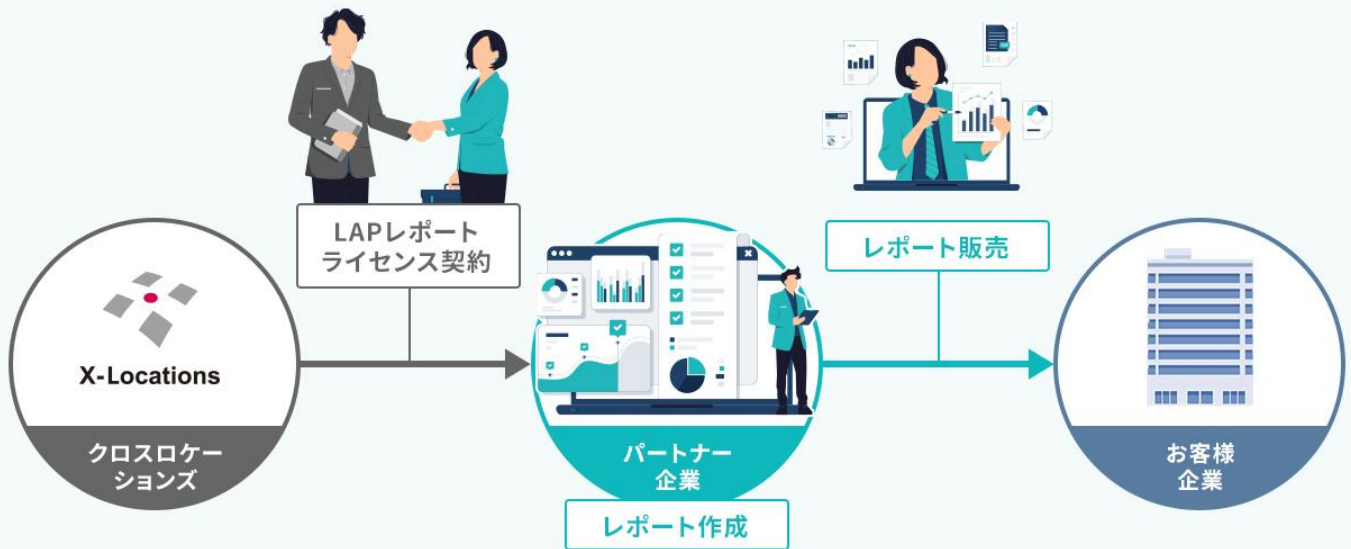 LAPレポート
ライセンス契約
レポート販売
X-Locations
クロスロケー
ションズ
パートナー
企業
レポート作成
お客様
企業